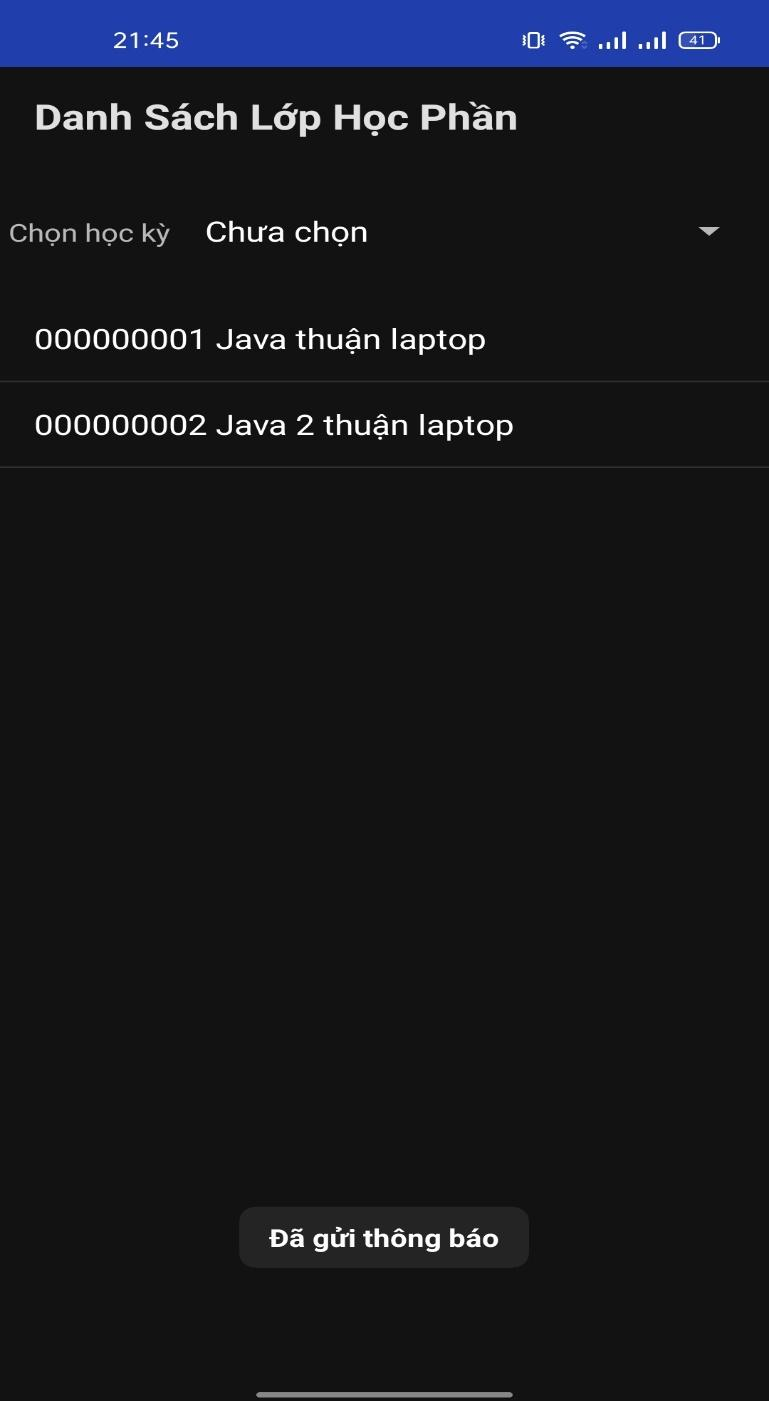 21:45
41
Danh Sách Lớp Học Phần
Chọn học kỳ Chưa chọn
000000001 Java thuận laptop
000000002 Java 2 thuận laptop
Đã gửi thông báo